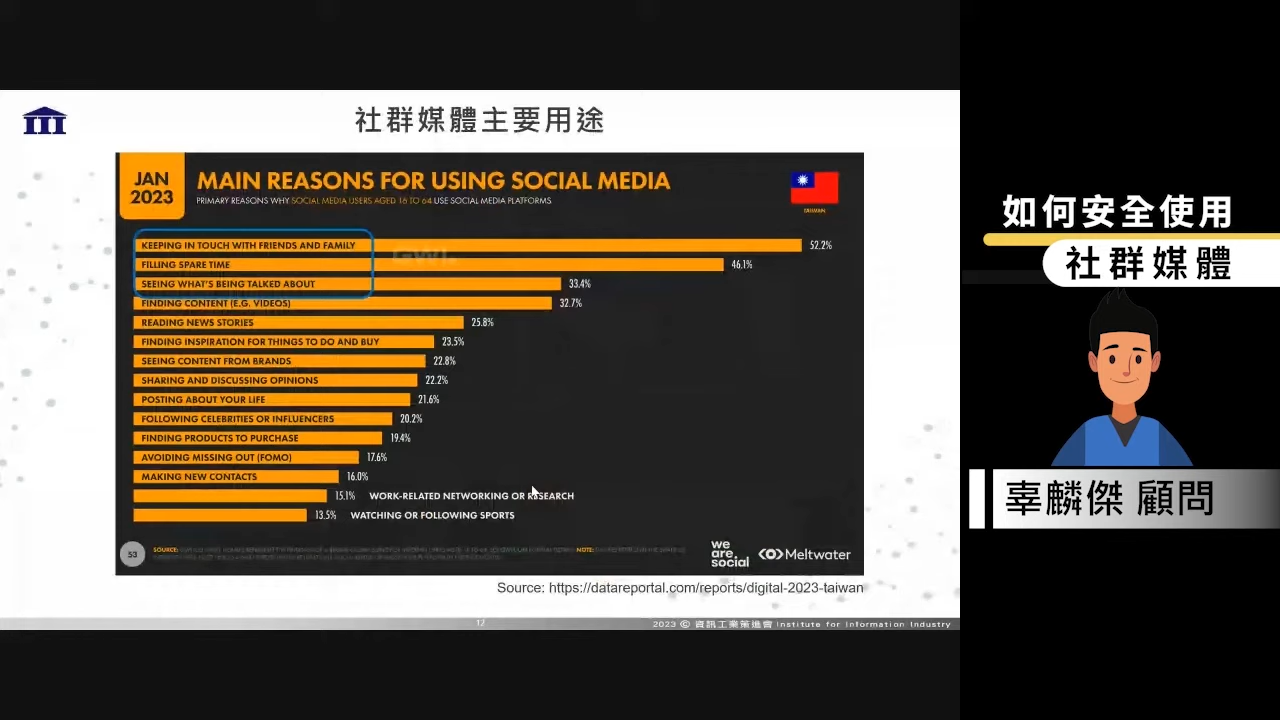 社群媒體主要用途
JAN
2023
MAIN REASONS FOR USING SOCIAL MEDIA
PRIMARY REASONS WHY SOCIAL MEDIA USERS AGED 16 TO 64 USE SOCIAL MEDIA PLATFORMS
TAIWAN
GWI.
KEEPING IN TOUCH WITH FRIENDS AND FAMILY 52.2%
FILLING SPARE TIME 46.1%
SEEING WHAT'S BEING TALKED ABOUT 33.4%
FINDING CONTENT (E.G. VIDEOS) 32.7%
READING NEWS STORIES 25.8%
FINDING INSPIRATION FOR THINGS TO DO AND BUY 23.5%
SEEING CONTENT FROM BRANDS 22.8%
SHARING AND DISCUSSING OPINIONS 22.2%
POSTING ABOUT YOUR LIFE 21.6%
FOLLOWING CELEBRITIES OR INFLUENCERS 20.2%
FINDING PRODUCTS TO PURCHASE 19.4%
AVOIDING MISSING OUT (FOMO) 17.6%
MAKING NEW CONTACTS 16.0%
15.1% WORK-RELATED NETWORKING OR RESEARCH
13.5% WATCHING OR FOLLOWING SPORTS
53
SOURCE:
NOTE:
we
are
social
Meltwater
Source: https://datareportal.com/reports/digital-2023-taiwan
12
2023 © 資訊工業策進會 Institute for Information Industry
如何安全使用
社群媒體
辜麟傑 顧問